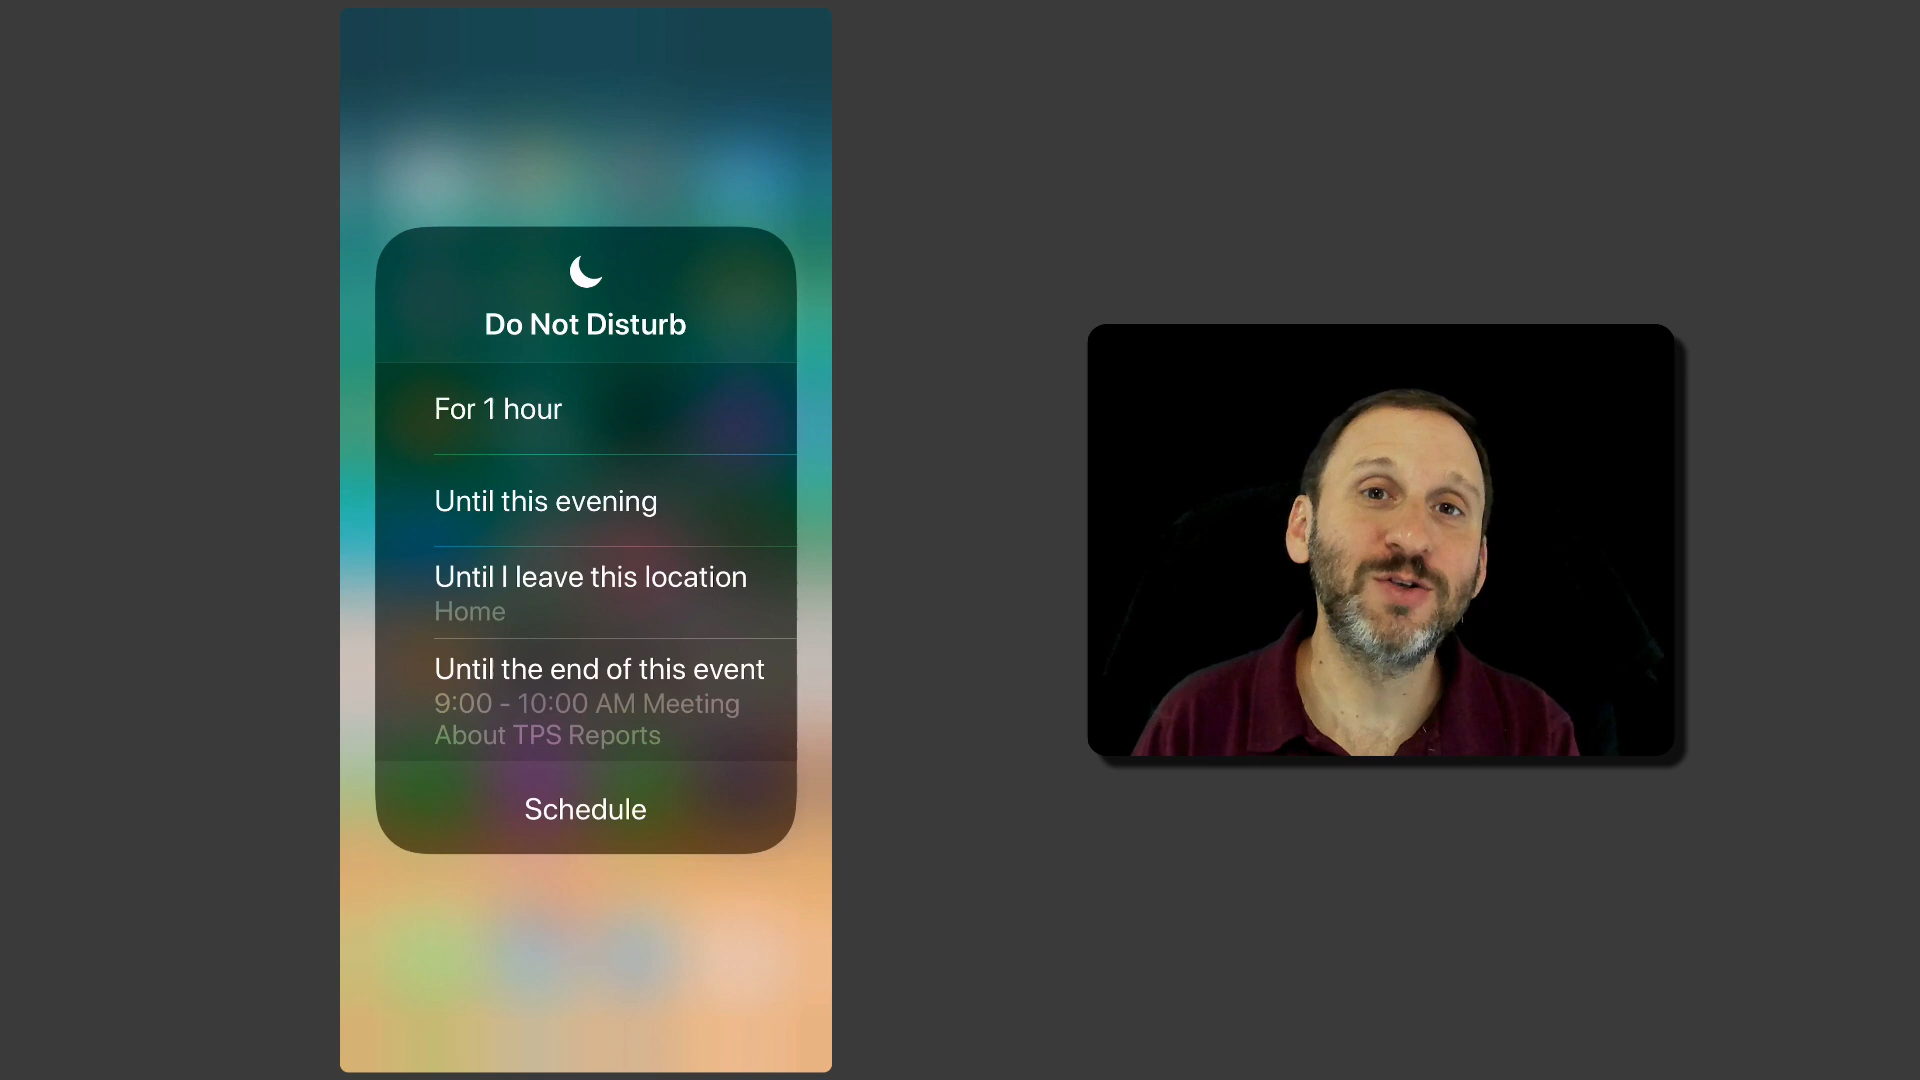 Do Not Disturb
For 1 hour
Until this evening
Until I leave this location
Home
Until the end of this event
9:00 - 10:00 AM Meeting
About TPS Reports
Schedule